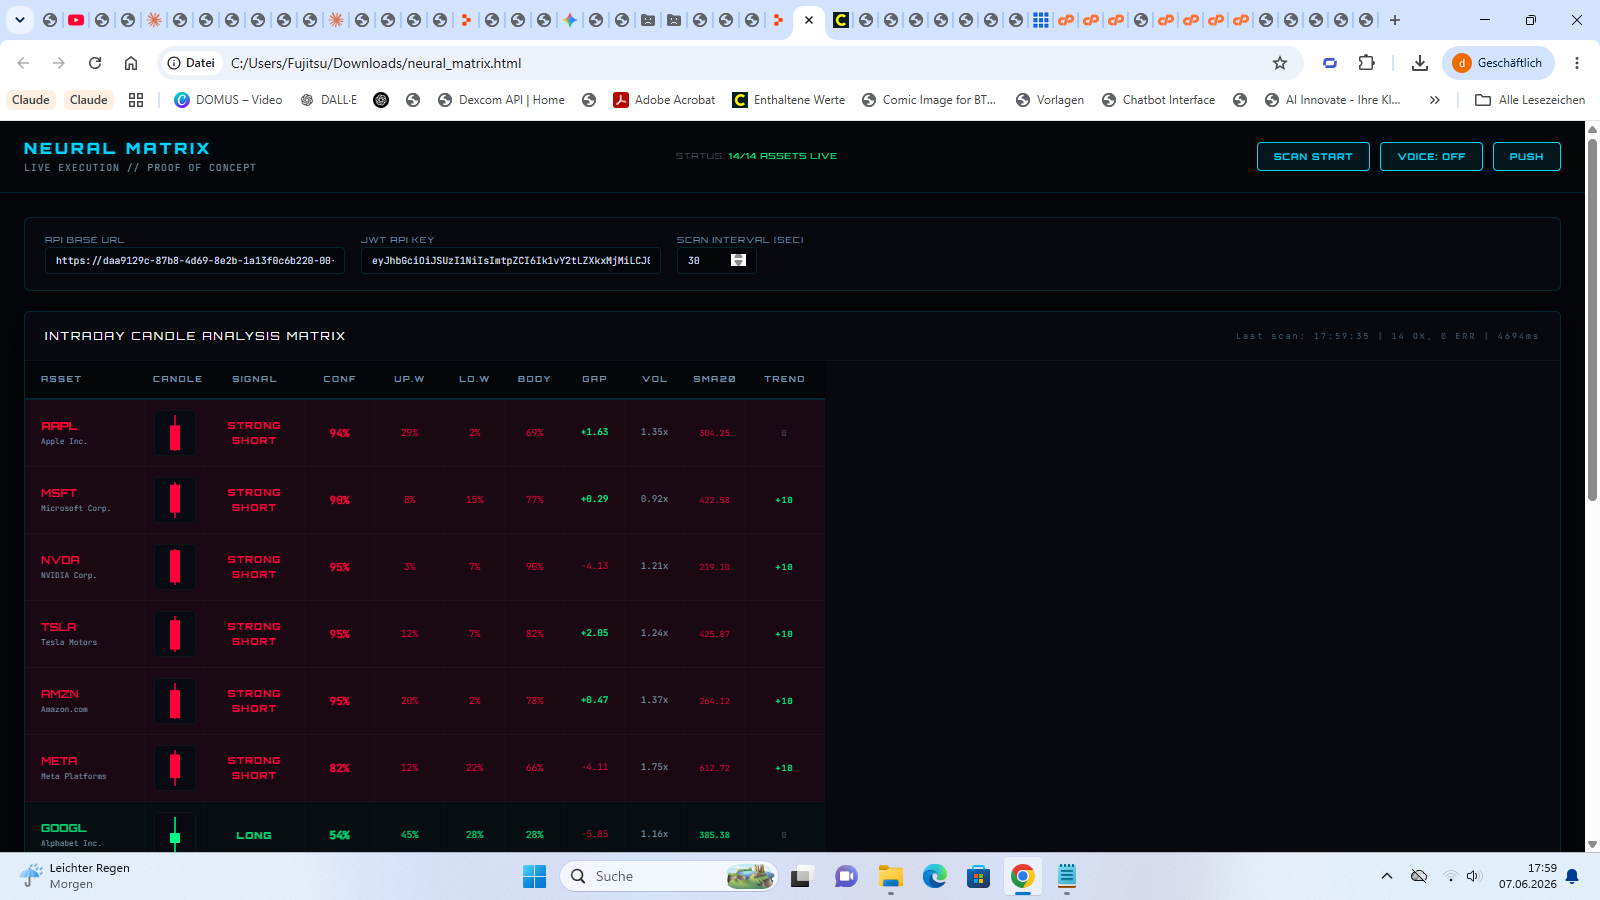 Datei
C:/Users/Fujitsu/Downloads/neural_matrix.html
d
Geschäftlich
Claude
Claude
DOMUS – Video
DALL·E
Dexcom API | Home
Adobe Acrobat
Enthaltene Werte
Comic Image for BT...
Vorlagen
Chatbot Interface
AI Innovate - Ihre KI...
»
Alle Lesezeichen
NEURAL MATRIX
LIVE EXECUTION // PROOF OF CONCEPT
STATUS: 14/14 ASSETS LIVE
SCAN START
VOICE: OFF
PUSH
API BASE URL
JWT API KEY
SCAN INTERVAL (SEC)
https://daa9129c-87b8-4d69-8e2b-1a13f0c6b220-00-
30
INTRADAY CANDLE ANALYSIS MATRIX
Last scan: 17:59:35 | 14 OK, 0 ERR | 4694ms
ASSET CANDLE SIGNAL CONF UP.W LO.W BODY GAP VOL SMA20 TREND
AAPL STRONG SHORT 94% 29% 2% 69% +1.63 1.35x 304.25 0
Apple Inc.
MSFT STRONG SHORT 90% 8% 15% 77% +0.29 0.92x 422.50 +10
Microsoft Corp.
NVDA STRONG SHORT 95% 3% 7% 90% -4.13 1.21x 219.10 +10
NVIDIA Corp.
TSLA STRONG SHORT 95% 12% 7% 82% +2.05 1.24x 425.87 +10
Tesla Motors
AMZN STRONG SHORT 95% 20% 2% 78% +0.47 1.37x 264.12 +10
Amazon.com
META STRONG SHORT 82% 12% 22% 66% -4.11 1.75x 612.72 +10
Meta Platforms
GOOGL LONG 54% 45% 28% 28% -5.85 1.16x 385.38 0
Alphabet Inc.
Leichter Regen
Morgen
Suche
17:59
07.06.2026